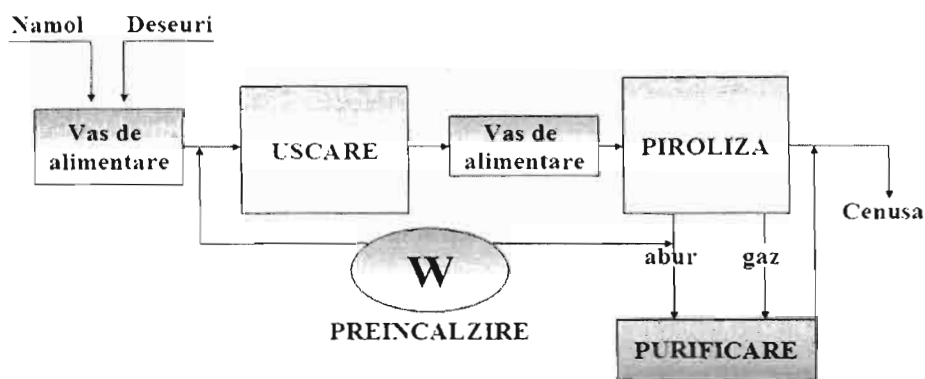 Namol
Deseuri
Vas de
alimentare
USCARE
Vas de
alimentare
PIROLIZA
Cenusa
abur
gaz
W
PREINCALZIRE
PURIFICARE